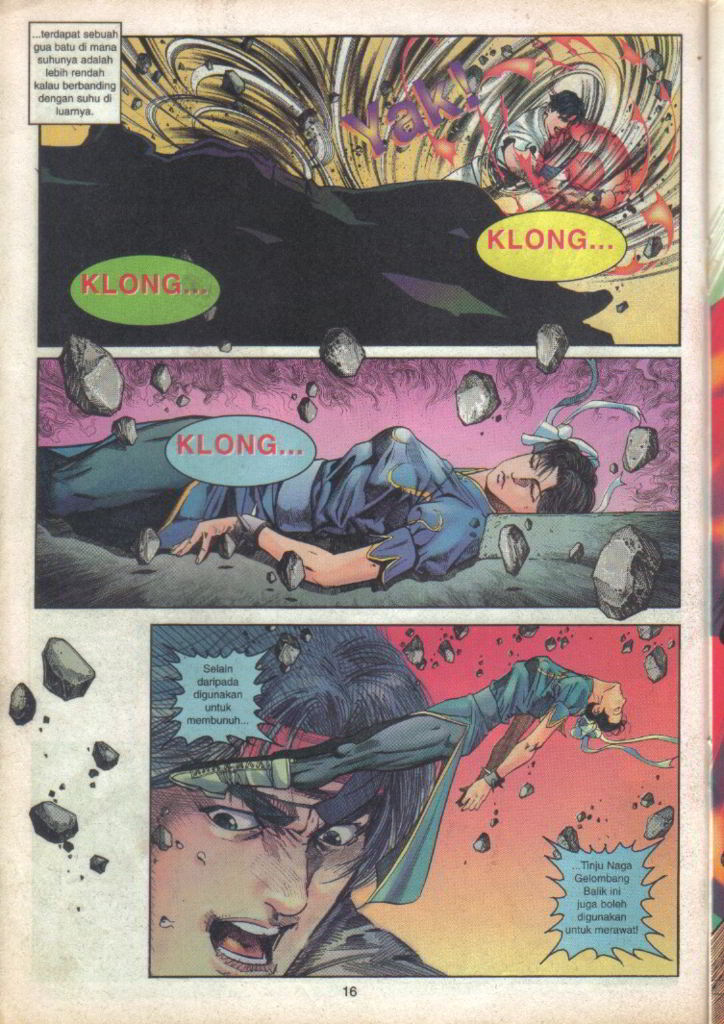 ...terdapat sebuah
gua batu di mana
suhunya adalah
lebih rendah
kalau berbanding
dengan suhu di
luarnya.
Yak!
KLONG...
KLONG...
KLONG...
Selain
daripada
digunakan
untuk
membunuh...
...Tinju Naga
Gelombang
Balik ini
juga boleh
digunakan
untuk merawat!
16